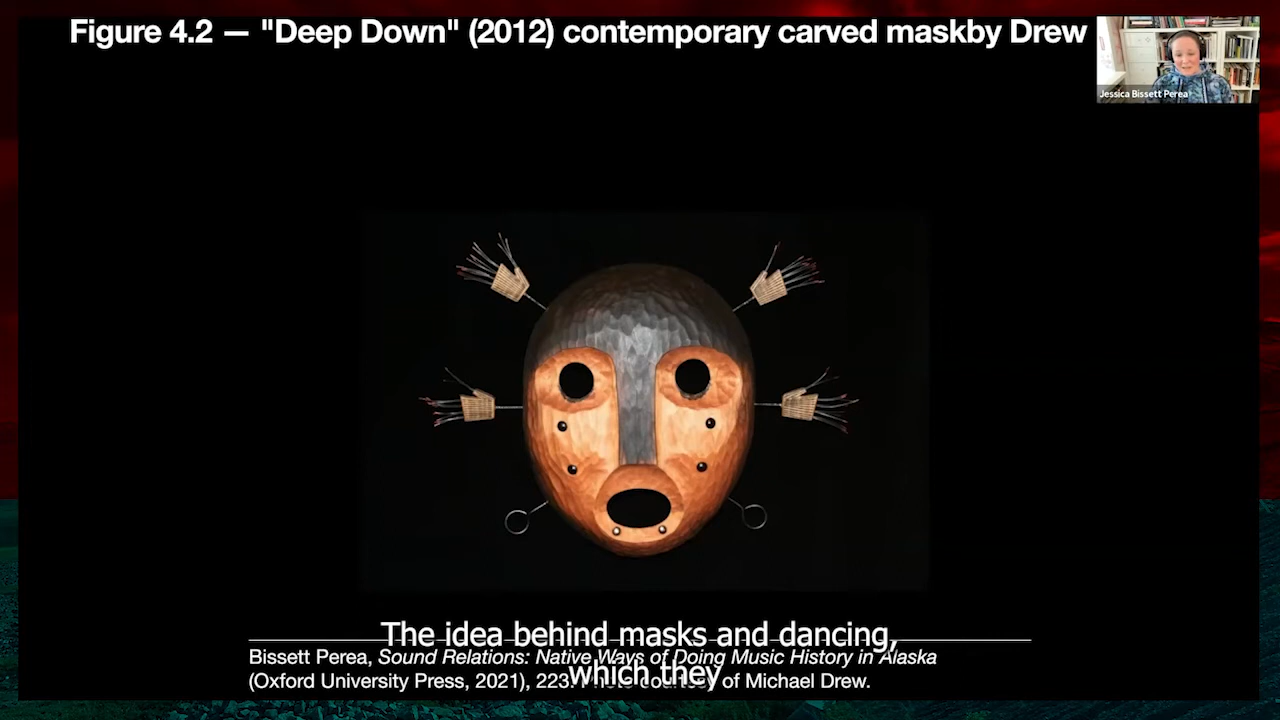 Figure 4.2 — "Deep Down" (2012) contemporary carved maskby Drew
Jessica Bissett Perea
The idea behind masks and dancing,
Bissett Perea, Sound Relations: Native Ways of Doing Music History in Alaska
which they
(Oxford University Press, 2021), 223. Photo courtesy of Michael Drew.